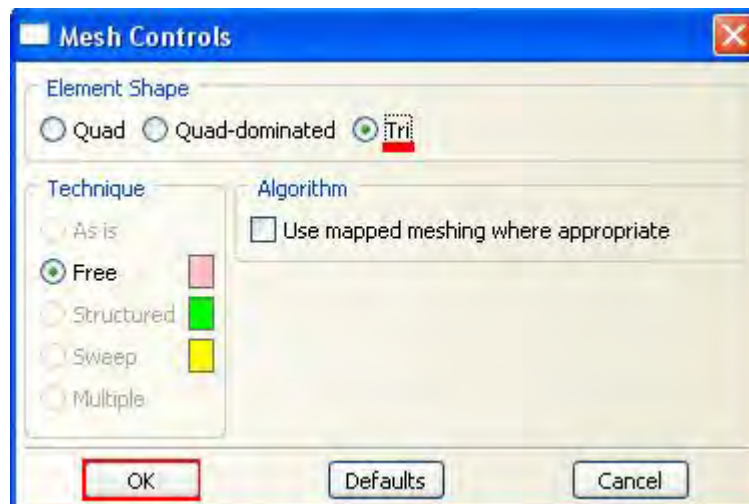 Mesh Controls
Element Shape
Quad Quad-dominated Tri
Technique
As is
Free
Structured
Sweep
Multiple
Algorithm
Use mapped meshing where appropriate
OK Defaults Cancel